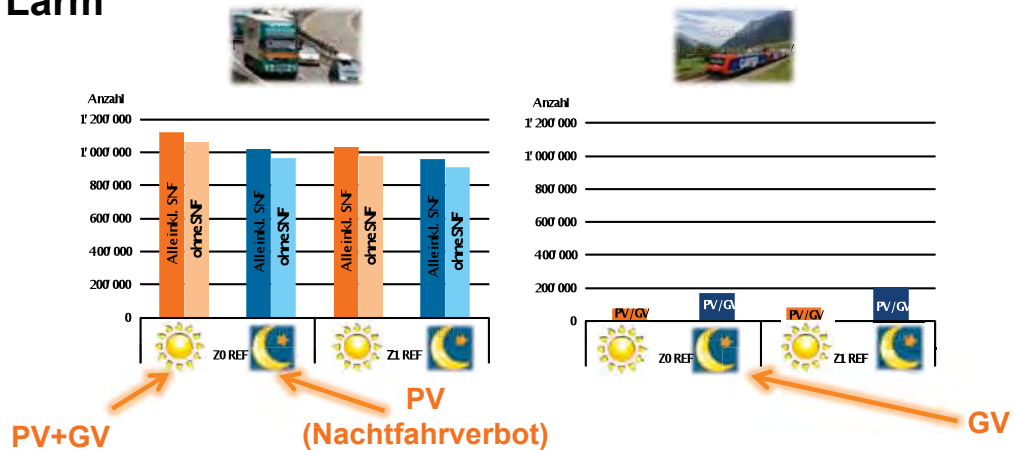 Lärm
Anzahl
1'200'000
1'000'000
800'000
600'000
400'000
200'000
0
Alle inkl. SNF
ohne SNF
Alle inkl. SNF
ohne SNF
Alle inkl. SNF
ohne SNF
Alle inkl. SNF
ohne SNF
Z0 REF
Z1 REF
PV+GV
PV
(Nachtfahrverbot)
Anzahl
1'200'000
1'000'000
800'000
600'000
400'000
200'000
0
PV/GV
PV/GV
PV/GV
PV/GV
Z0 REF
Z1 REF
GV